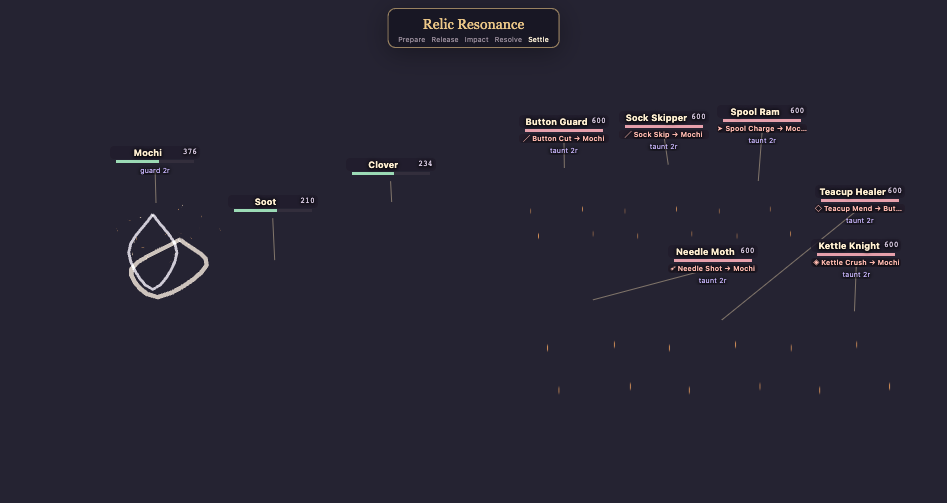 Relic Resonance
Prepare Release Impact Resolve Settle
Mochi 376
guard 2r
Soot 210
Clover 234
Button Guard 600
Button Cut → Mochi
taunt 2r
Sock Skipper 600
Sock Skip → Mochi
taunt 2r
Spool Ram 600
Spool Charge → Moc...
taunt 2r
Teacup Healer 600
Teacup Mend → But...
taunt 2r
Needle Moth 600
Needle Shot → Mochi
taunt 2r
Kettle Knight 600
Kettle Crush → Mochi
taunt 2r